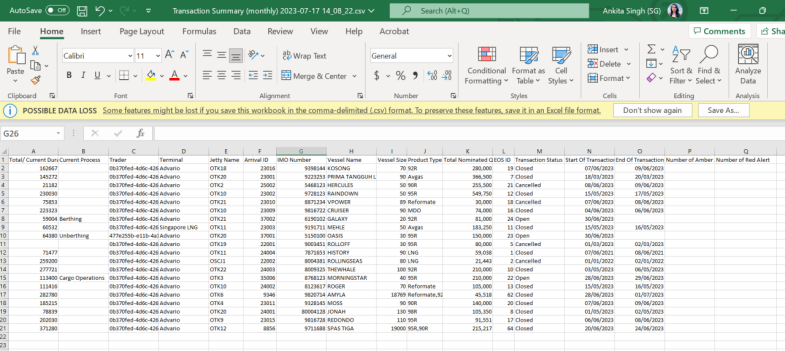 AutoSave Off Transaction Summary (monthly) 2023-07-17 14_08_22.csv Search (Alt+Q) Ankita Singh (SG)
File Home Insert Page Layout Formulas Data Review View Help Acrobat Comments Sha
Paste Calibri 11 Wrap Text General Insert
B I U Merge & Center $ % Conditional Formatting Format as Table Cell Styles Delete Format Sort & Filter Find & Select Analyze Data
Clipboard Font Alignment Number Styles Cells Editing Analysis
POSSIBLE DATA LOSS Some features might be lost if you save this workbook in the comma-delimited (.csv) format. To preserve these features, save it in an Excel file format. Don't show again Save As...
G26 fx
A B C D E F G H I J K L M N O P Q
1 Total/ Current Dura Current Process Trader Terminal Jetty Name Arrival ID IMO Number Vessel Name Vessel Size Product Type Total Nominated Q EOS ID Transaction Status Start Of Transaction End Of Transaction Number of Amber Number of Red Alert
2 162667 0b370fed-4d6c-426 Advario OTK18 23016 9398144 KOSONG 70 92R 280,000 19 Closed 07/06/2023 09/06/2023
3 145272 0b370fed-4d6c-426 Advario OTK20 23001 9223253 PRIMA TANGGUH L 90 Avgas 366,500 7 Closed 18/03/2023 20/03/2023
4 21182 0b370fed-4d6c-426 Advario OTK2 23002 5468123 HERCULES 50 90R 255,500 21 Cancelled 08/06/2023 09/06/2023
5 230030 0b370fed-4d6c-426 Advario OTK10 23002 9728123 RAINDOWN 50 95R 549,750 12 Closed 15/05/2023 17/05/2023
6 75853 0b370fed-4d6c-426 Advario OTK21 23010 8871234 VPOWER 89 Reformate 30,000 18 Cancelled 07/06/2023 08/06/2023
7 223323 0b370fed-4d6c-426 Advario OTK10 23009 9816722 CRUISER 90 MDO 74,000 16 Closed 04/06/2023 06/06/2023
8 59004 Berthing 0b370fed-4d6c-426 Advario OTK21 37002 6190102 GALAXY 20 92R 81,000 24 Open 30/06/2023
9 60532 0b370fed-4d6c-426 Singapore LNG OTK11 23003 9191711 MEHLE 50 Avgas 183,250 11 Closed 15/05/2023 16/05/2023
10 64380 Unberthing 477e255b-e11b-4a7 Advario OTK20 37001 5150100 OASIS 30 95R 150,000 23 Open 30/06/2023
11 OTK19 22001 9003451 ROLLOFF 30 95R 80,000 5 Cancelled 01/03/2023 02/03/2023
12 71477 0b370fed-4d6c-426 Advario OTK11 24004 7871653 HISTORY 90 LNG 59,038 1 Closed 07/06/2021 08/06/2021
13 259200 0b370fed-4d6c-426 Advario OSCJ1 22002 8004381 ROLLINGSEAS 80 LNG 21,443 2 Cancelled 01/01/2022 02/01/2022
14 277721 0b370fed-4d6c-426 Advario OTK22 24003 8009325 THEWHALE 100 92R 210,000 10 Closed 03/05/2023 06/05/2023
15 113400 Cargo Operations 0b370fed-4d6c-426 Advario OTK3 35006 8768123 MORNINGSTAR 40 95R 210,000 22 Open 28/06/2023 29/06/2023
16 111416 0b370fed-4d6c-426 Advario OTK10 24002 8123617 ROGER 70 Reformate 105,000 13 Closed 15/05/2023 16/05/2023
17 282780 0b370fed-4d6c-426 Advario OTK6 9346 9820714 AMYLA 18769 Reformate,92 45,518 62 Closed 28/06/2023 01/07/2023
18 185215 0b370fed-4d6c-426 Advario OTK4 23011 9328145 MOSS 90 90R 140,000 20 Closed 07/06/2023 09/06/2023
19 78839 0b370fed-4d6c-426 Advario OTK20 24001 80004128 JONAH 130 98R 105,350 8 Closed 01/05/2023 02/05/2023
20 202030 0b370fed-4d6c-426 Advario OTK9 23015 9816728 REDONDO 110 95R 91,551 17 Closed 06/06/2023 08/06/2023
21 371280 0b370fed-4d6c-426 Advario OTK12 8856 9711688 SPAS TIGA 19000 95R,90R 215,217 64 Closed 20/06/2023 24/06/2023
22
23